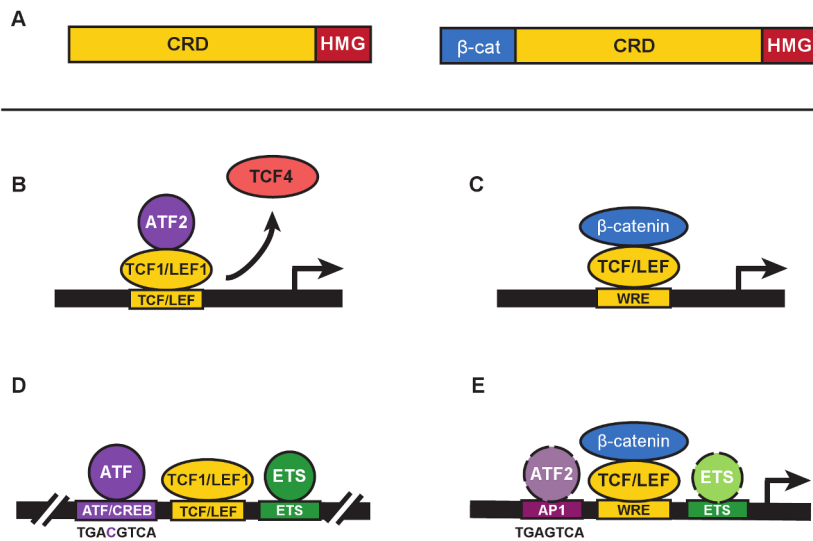 A
CRD HMG
β-cat CRD HMG
B
TCF4
ATF2
TCF1/LEF1
TCF/LEF
C
β-catenin
TCF/LEF
WRE
D
ATF TCF1/LEF1 ETS
ATF/CREB TCF/LEF ETS
TGACGTCA
E
β-catenin
ATF2 TCF/LEF ETS
AP1 WRE ETS
TGAGTCA